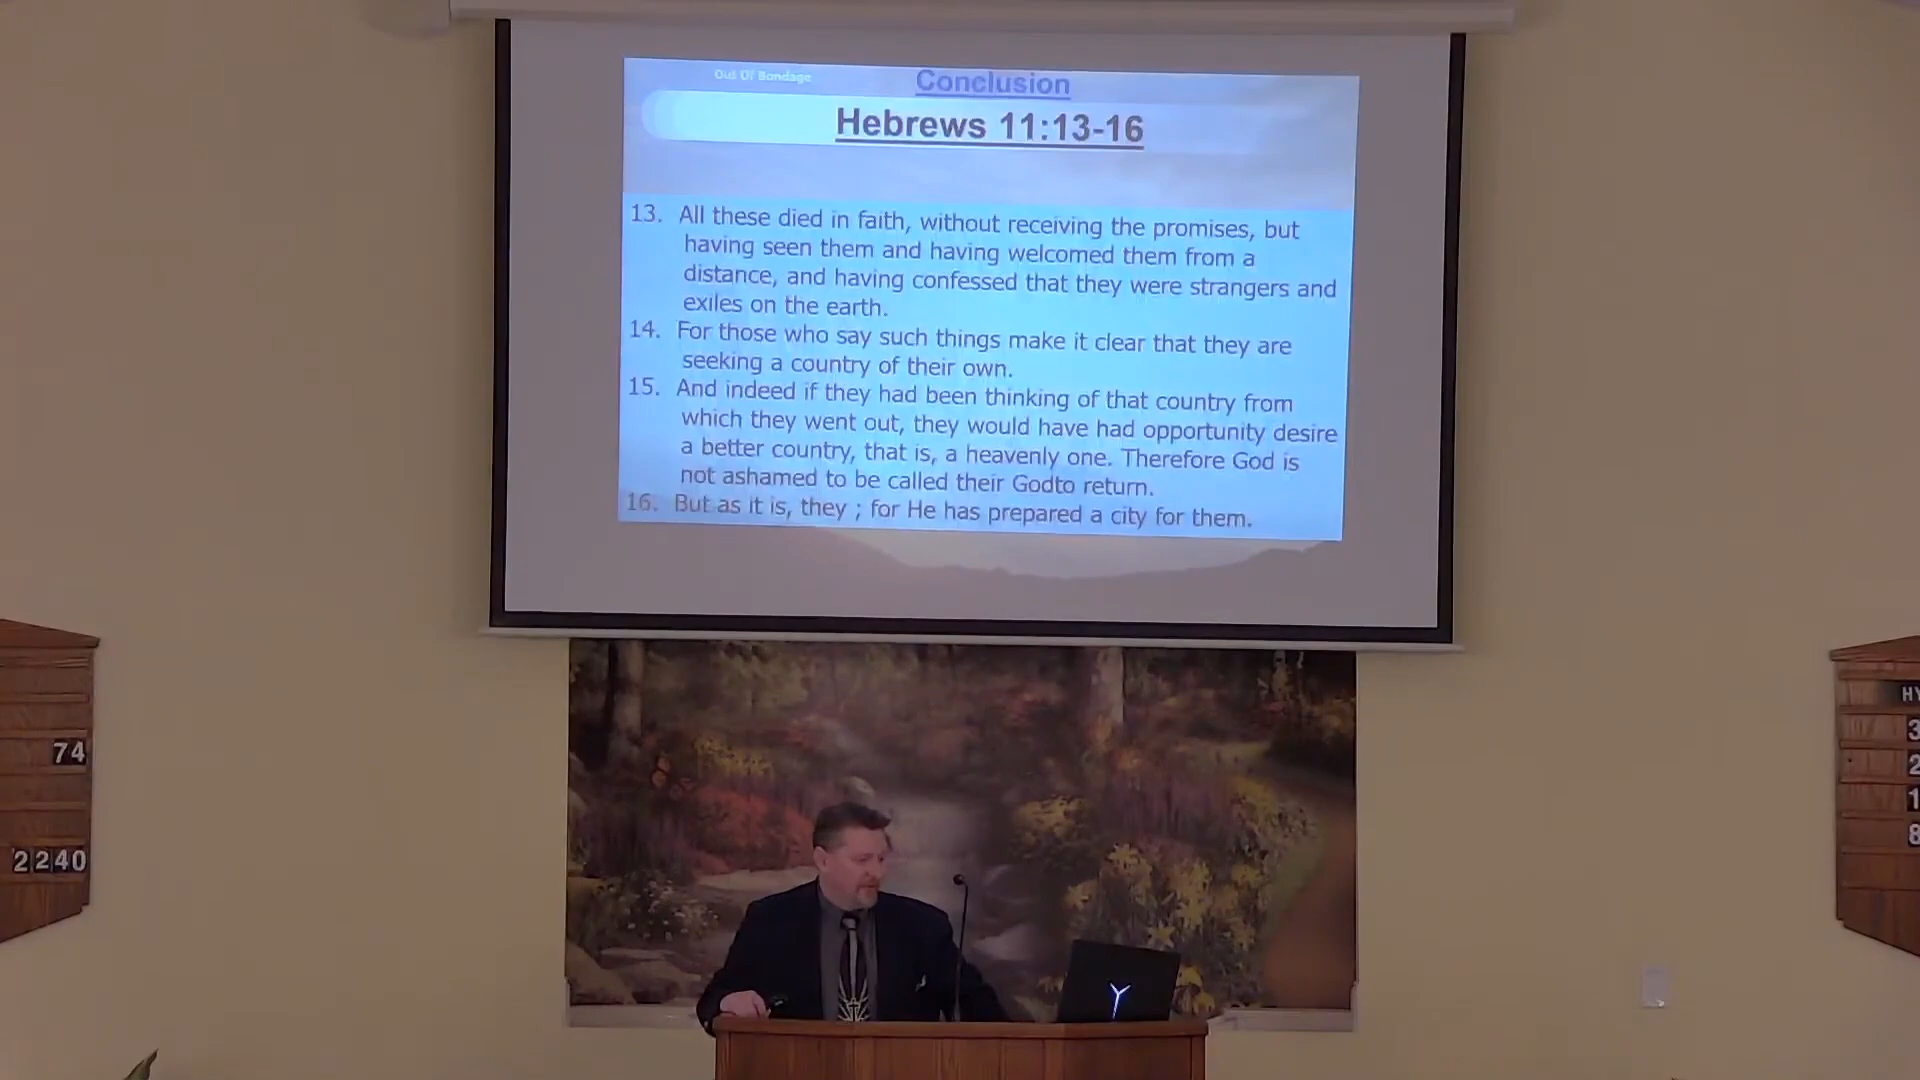 Out Of Bondage
Conclusion
Hebrews 11:13-16
13. All these died in faith, without receiving the promises, but
having seen them and having welcomed them from a
distance, and having confessed that they were strangers and
exiles on the earth.
14. For those who say such things make it clear that they are
seeking a country of their own.
15. And indeed if they had been thinking of that country from
which they went out, they would have had opportunity desire
a better country, that is, a heavenly one. Therefore God is
not ashamed to be called their Godto return.
16. But as it is, they ; for He has prepared a city for them.
74
2240
HY
3
2
1
8